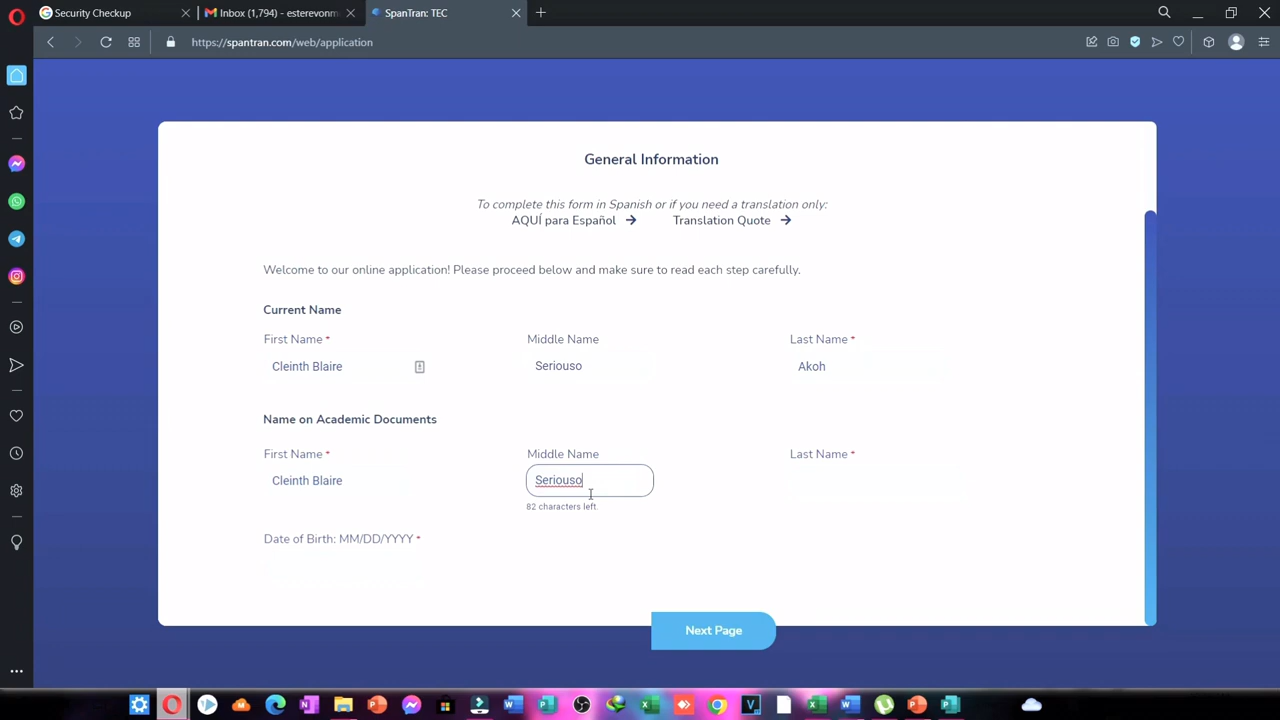 Security Checkup
Inbox (1,794) - esterevonm
SpanTran: TEC
https://spantran.com/web/application
General Information
To complete this form in Spanish or if you need a translation only:
AQUÍ para Español
Translation Quote
Welcome to our online application! Please proceed below and make sure to read each step carefully.
Current Name
First Name *
Middle Name
Last Name *
Cleinth Blaire
Seriouso
Akoh
Name on Academic Documents
First Name *
Middle Name
Last Name *
Cleinth Blaire
Seriouso
82 characters left.
Date of Birth: MM/DD/YYYY *
Next Page